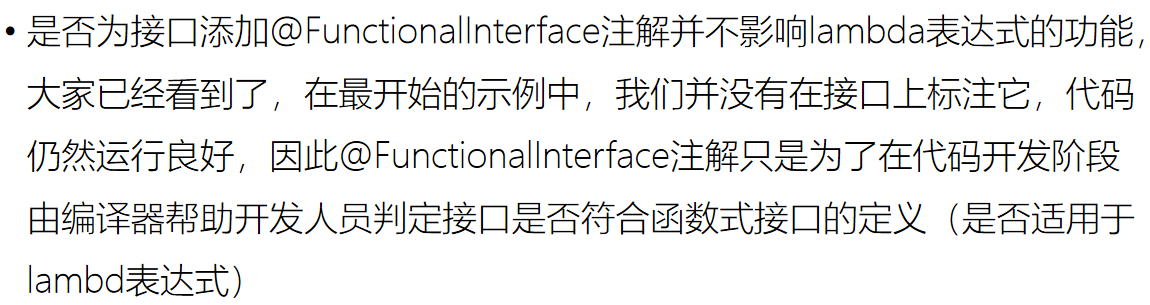 • 是否为接口添加@FunctionalInterface注解并不影响lambda表达式的功能，
大家已经看到了，在最开始的示例中，我们并没有在接口上标注它，代码
仍然运行良好，因此@FunctionalInterface注解只是为了在代码开发阶段
由编译器帮助开发人员判定接口是否符合函数式接口的定义（是否适用于
lambd表达式）